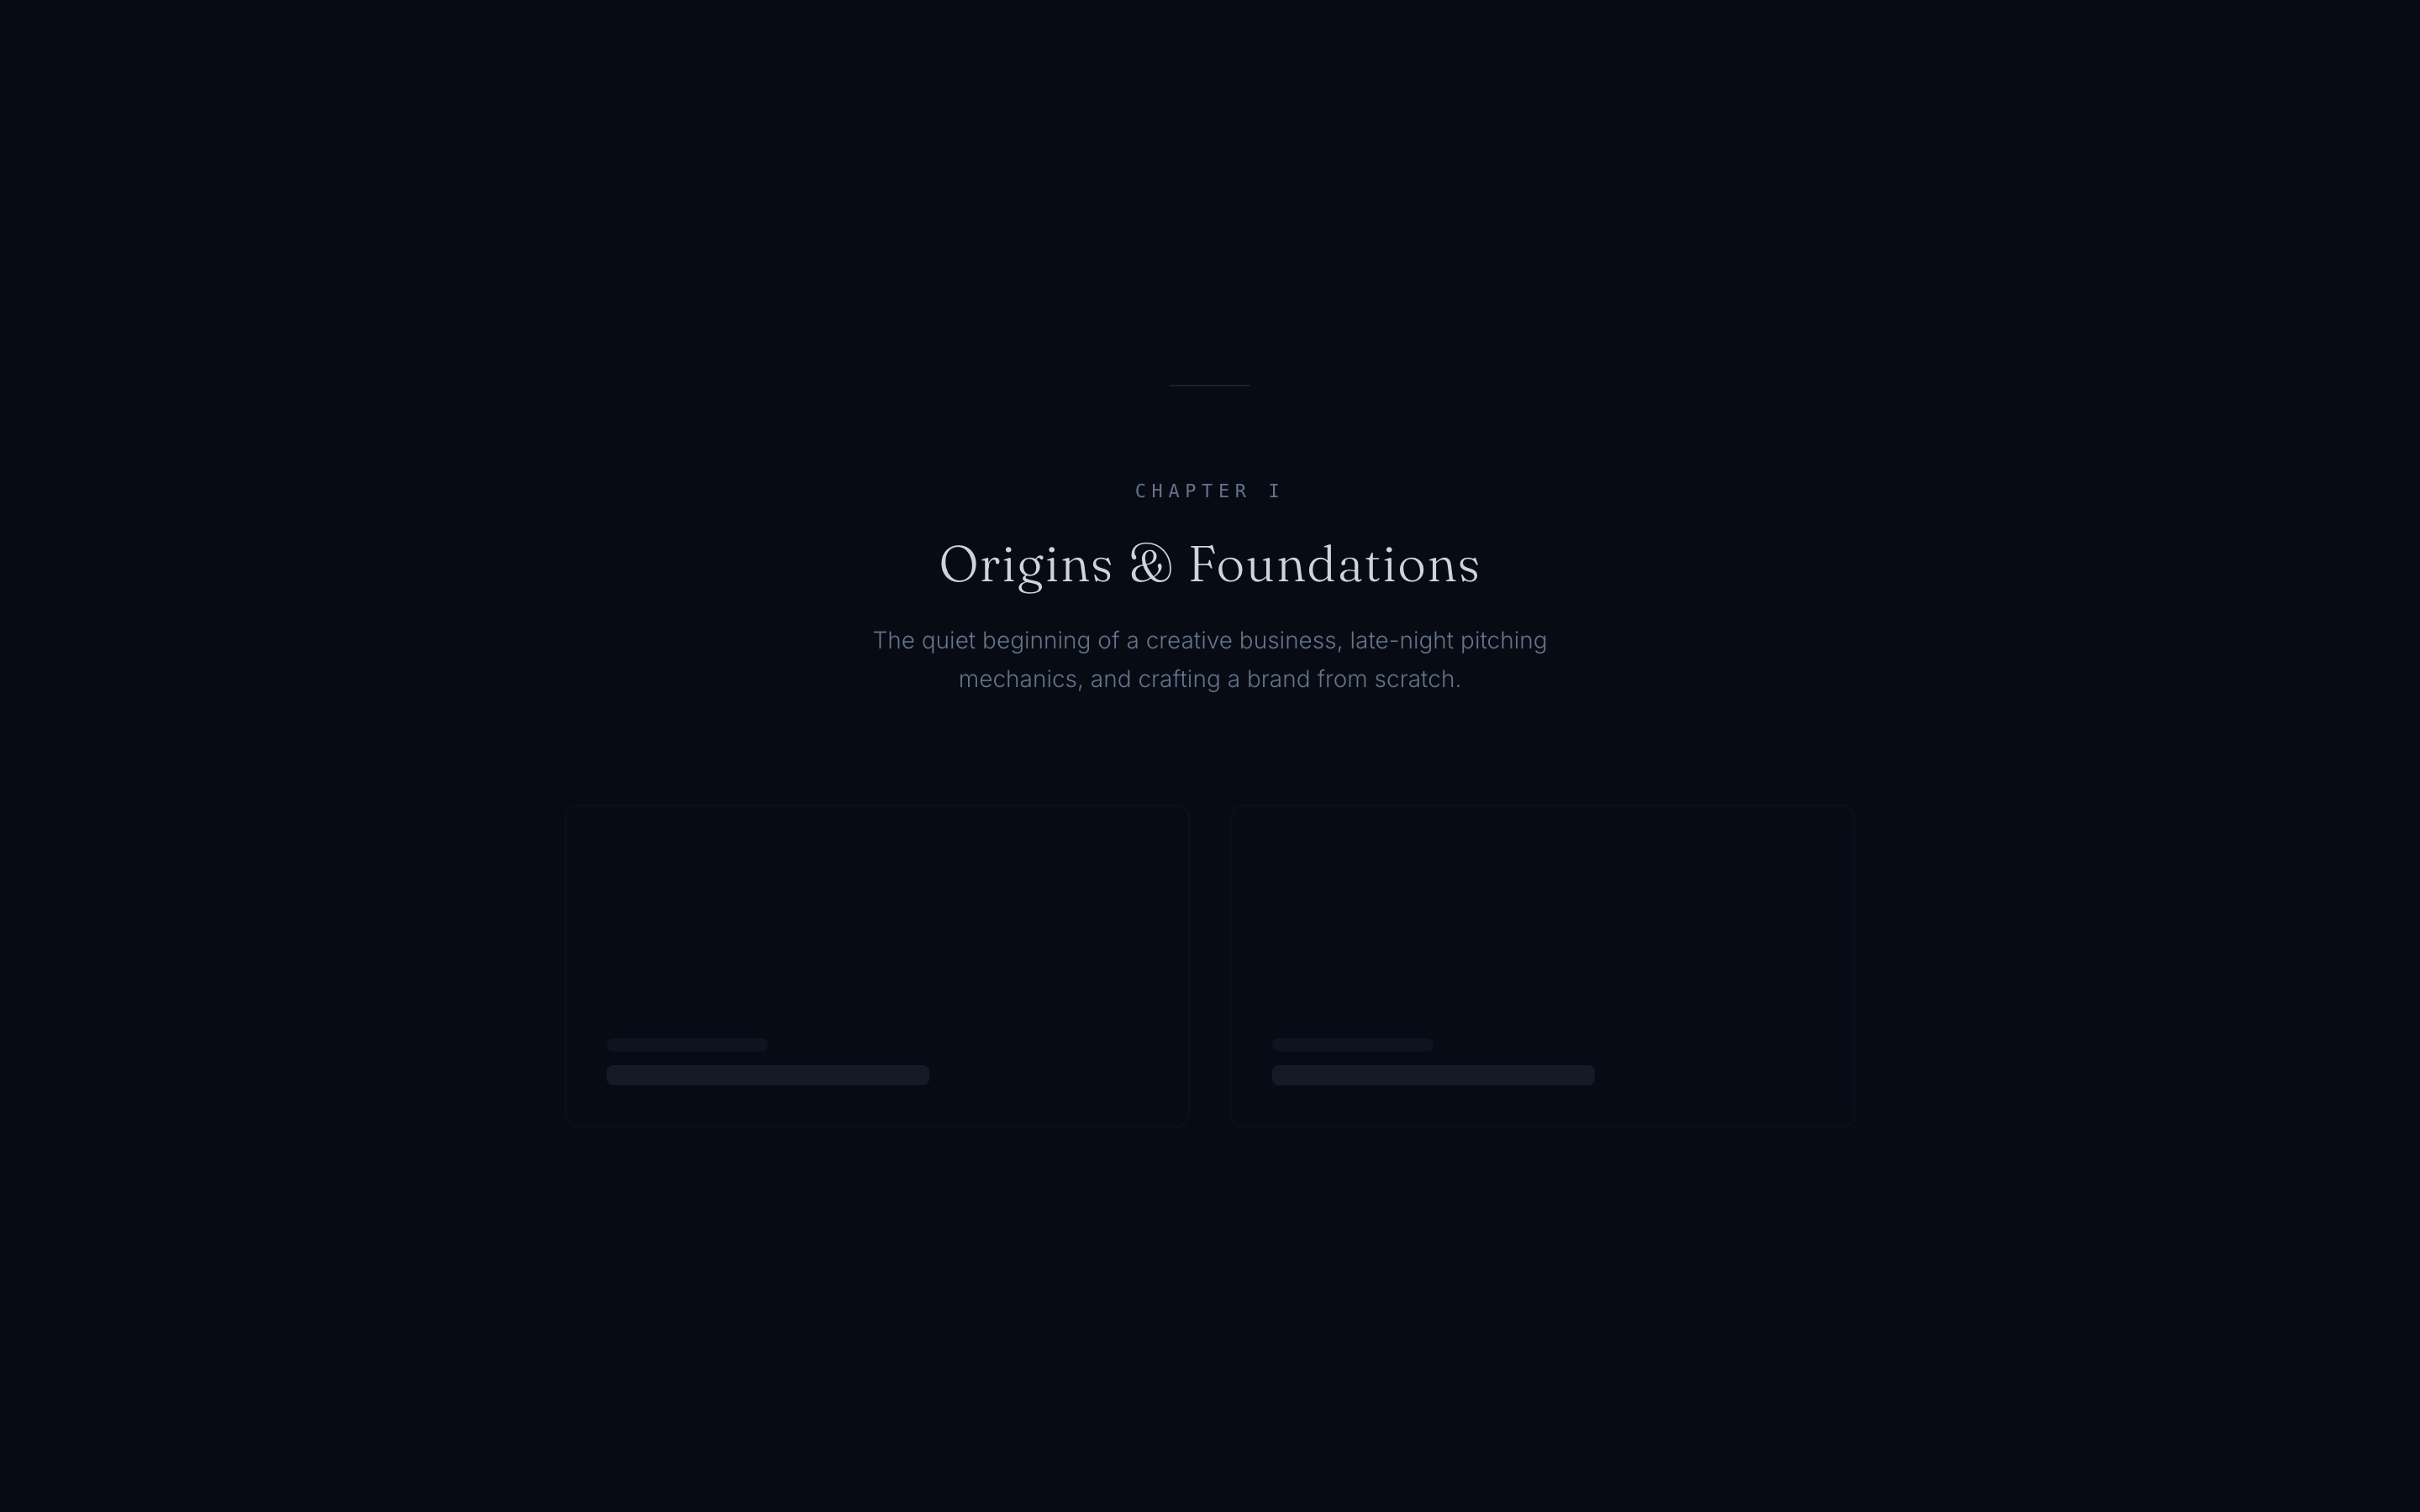 CHAPTER I
Origins & Foundations
The quiet beginning of a creative business, late-night pitching
mechanics, and crafting a brand from scratch.